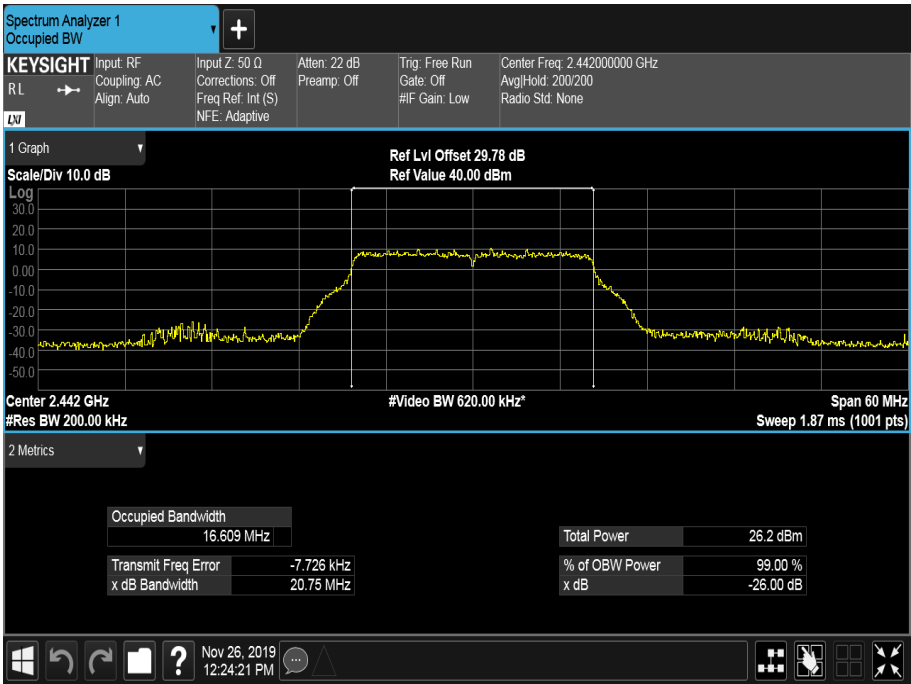 Spectrum Analyzer 1
Occupied BW
+
KEYSIGHT
R L
LXI
Input: RF
Coupling: AC
Align: Auto
Input Z: 50 Ω
Corrections: Off
Freq Ref: Int (S)
NFE: Adaptive
Atten: 22 dB
Preamp: Off
Trig: Free Run
Gate: Off
#IF Gain: Low
Center Freq: 2.442000000 GHz
Avg|Hold: 200/200
Radio Std: None
1 Graph
Scale/Div 10.0 dB
Ref Lvl Offset 29.78 dB
Ref Value 40.00 dBm
Log
30.0
20.0
10.0
0.00
-10.0
-20.0
-30.0
-40.0
-50.0
Center 2.442 GHz
#Video BW 620.00 kHz*
Span 60 MHz
#Res BW 200.00 kHz
Sweep 1.87 ms (1001 pts)
2 Metrics
Occupied Bandwidth
16.609 MHz
Total Power 26.2 dBm
Transmit Freq Error -7.726 kHz
% of OBW Power 99.00 %
x dB Bandwidth 20.75 MHz
x dB -26.00 dB
?
Nov 26, 2019
12:24:21 PM